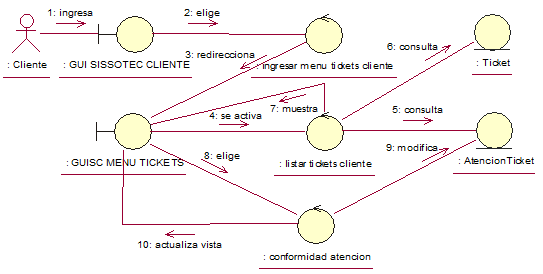 1: ingresa
2: elige
: Cliente
: GUI SISSOTEC CLIENTE
3: redirecciona
: ingresar menu tickets cliente
6: consulta
: Ticket
4: se activa
7: muestra
5: consulta
: GUISC MENU TICKETS
8: elige
: listar tickets cliente
9: modifica
: AtencionTicket
10: actualiza vista
: conformidad atencion